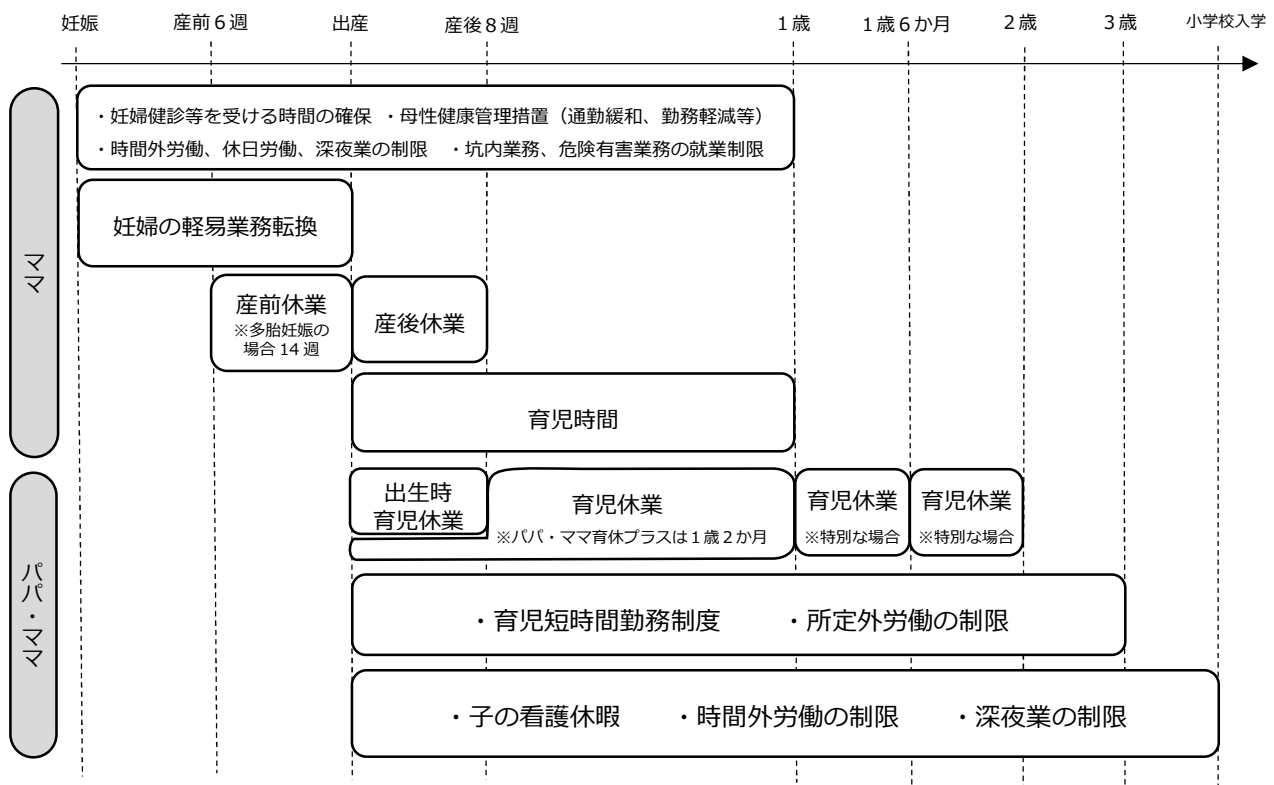 妊娠 産前６週 出産 産後８週 １歳 １歳６か月 ２歳 ３歳 小学校入学
ママ
・妊婦健診等を受ける時間の確保 ・母性健康管理措置（通勤緩和、勤務軽減等）
・時間外労働、休日労働、深夜業の制限 ・坑内業務、危険有害業務の就業制限
妊婦の軽易業務転換
産前休業
※多胎妊娠の
場合 14 週
産後休業
育児時間
パパ・ママ
出生時
育児休業
育児休業
※パパ・ママ育休プラスは１歳２か月
育児休業
※特別な場合
育児休業
※特別な場合
・育児短時間勤務制度 ・所定外労働の制限
・子の看護休暇 ・時間外労働の制限 ・深夜業の制限